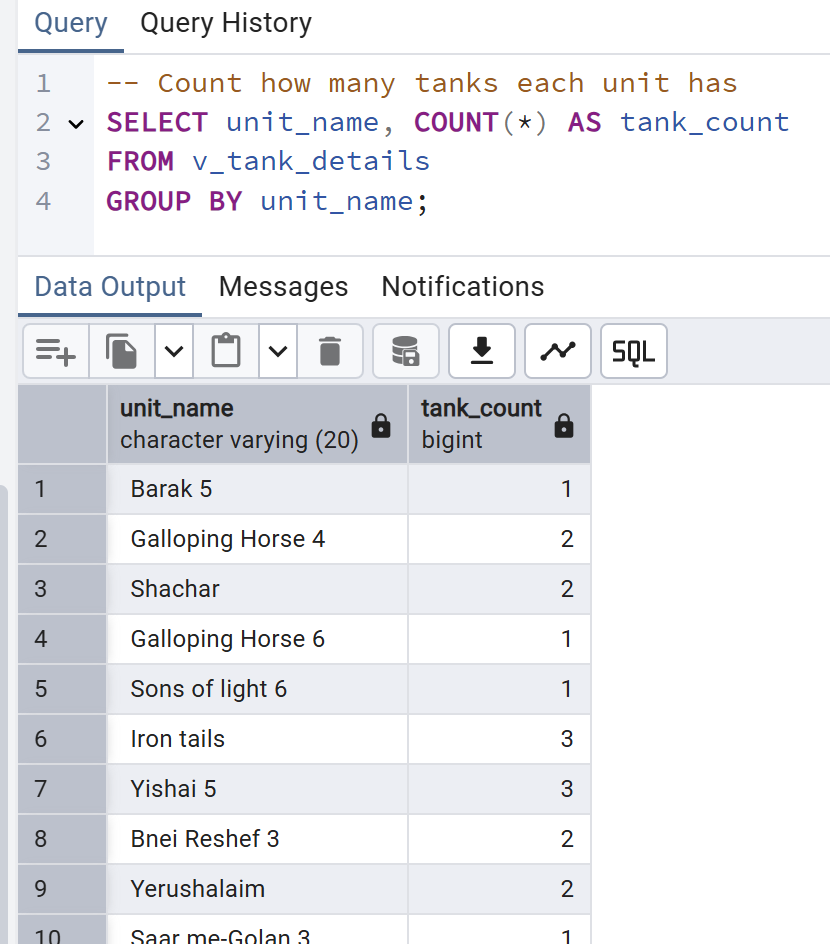 Query Query History
1 -- Count how many tanks each unit has
2 SELECT unit_name, COUNT(*) AS tank_count
3 FROM v_tank_details
4 GROUP BY unit_name;
Data Output Messages Notifications
SQL
unit_name tank_count
character varying (20) bigint
1 Barak 5 1
2 Galloping Horse 4 2
3 Shachar 2
4 Galloping Horse 6 1
5 Sons of light 6 1
6 Iron tails 3
7 Yishai 5 3
8 Bnei Reshef 3 2
9 Yerushalaim 2
10 Saar me-Golan 3 1